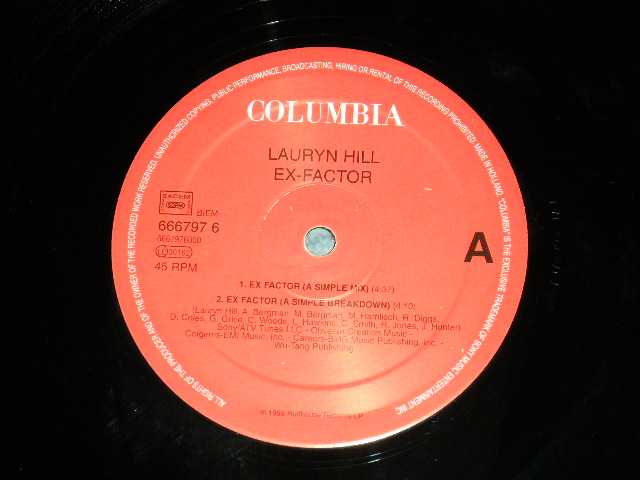 ALL RIGHTS OF THE PRODUCER AND OF THE OWNER OF THE RECORDED WORK RESERVED. UNAUTHORIZED COPYING, PUBLIC PERFORMANCE, BROADCASTING, HIRING OR RENTAL OF THIS RECORDING PROHIBITED. MADE IN HOLLAND. "COLUMBIA" IS THE EXCLUSIVE TRADEMARK OF SONY MUSIC ENTERTAINMENT INC.
COLUMBIA
LAURYN HILL
EX-FACTOR
SACEM
BIEM
666797 6
6667976000
LC 00162
45 RPM
A
1. EX FACTOR (A SIMPLE MIX) (4:37)
2. EX FACTOR (A SIMPLE BREAKDOWN) (4:10)
(Lauryn Hill, A. Bergman, M. Bergman, M. Hamlisch, R. Diggs,
D. Coles, G. Grice, C. Woods, L. Hawkins, C. Smith, R. Jones, J. Hunter)
Sony/ATV Tunes LLC - Obverse Creation Music -
Colgems-EMI Music, Inc. - Careers-BMG Music Publishing, Inc. -
Wu-Tang Publishing
℗ 1998 Ruffhouse Records LP